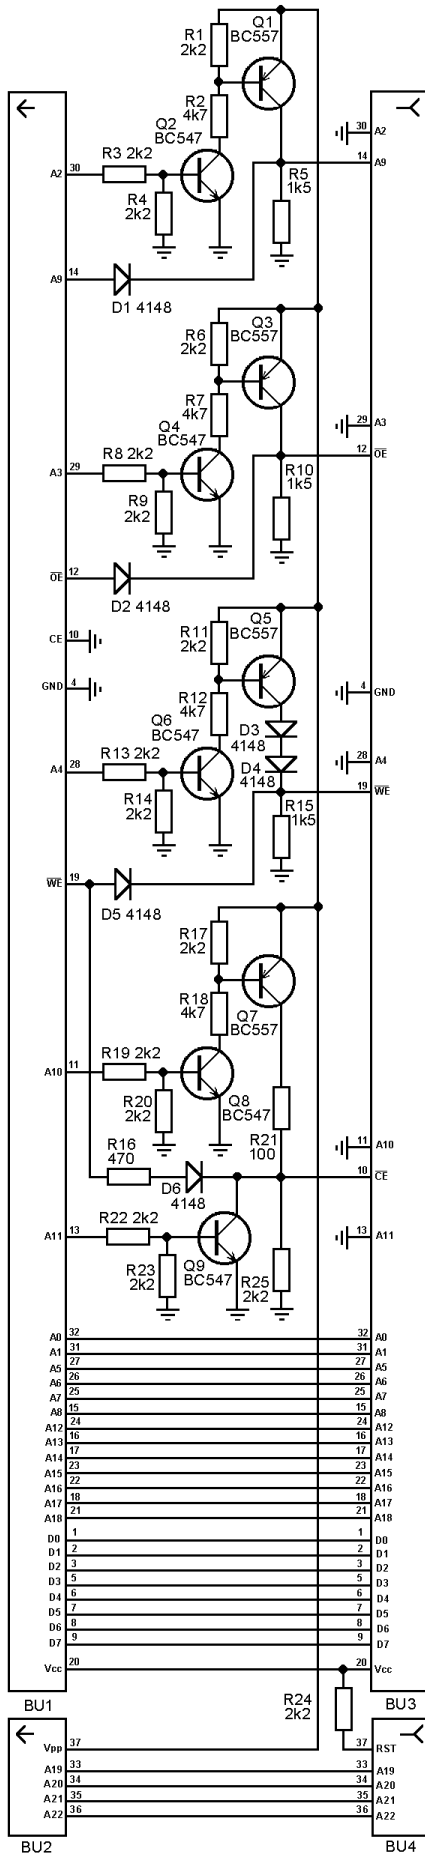 R1 2k2
Q1 BC557
R2 4k7
Q2 BC547
30 A2
14 A9
R3 2k2
A2 30
R4 2k2
R5 1k5
A9 14
D1 4148
R6 2k2
Q3 BC557
R7 4k7
Q4 BC547
29 A3
12 OE
R8 2k2
A3 29
R9 2k2
R10 1k5
OE 12
D2 4148
R11 2k2
Q5 BC557
CE 10
GND 4
4 GND
R12 4k7
Q6 BC547
D3 4148
R13 2k2
D4 4148
A4 28
28 A4
19 WE
R14 2k2
R15 1k5
WE 19
D5 4148
R17 2k2
R18 4k7
Q7 BC557
R19 2k2
A10 11
R20 2k2
Q8 BC547
R21 100
11 A10
R16 470
D6 4148
10 CE
R22 2k2
A11 13
13 A11
R23 2k2
Q9 BC547
R25 2k2
A0 32 32 A0
A1 31 31 A1
A5 27 27 A5
A6 26 26 A6
A7 25 25 A7
A8 15 15 A8
A12 24 24 A12
A13 16 16 A13
A14 17 17 A14
A15 23 23 A15
A16 22 22 A16
A17 18 18 A17
A18 21 21 A18
D0 1 1 D0
D1 2 2 D1
D2 3 3 D2
D3 5 5 D3
D4 6 6 D4
D5 7 7 D5
D6 8 8 D6
D7 9 9 D7
Vcc 20 20 Vcc
BU1
R24 2k2
BU3
Vpp 37 37 RST
A19 33 33 A19
A20 34 34 A20
A21 35 35 A21
A22 36 36 A22
BU2
BU4